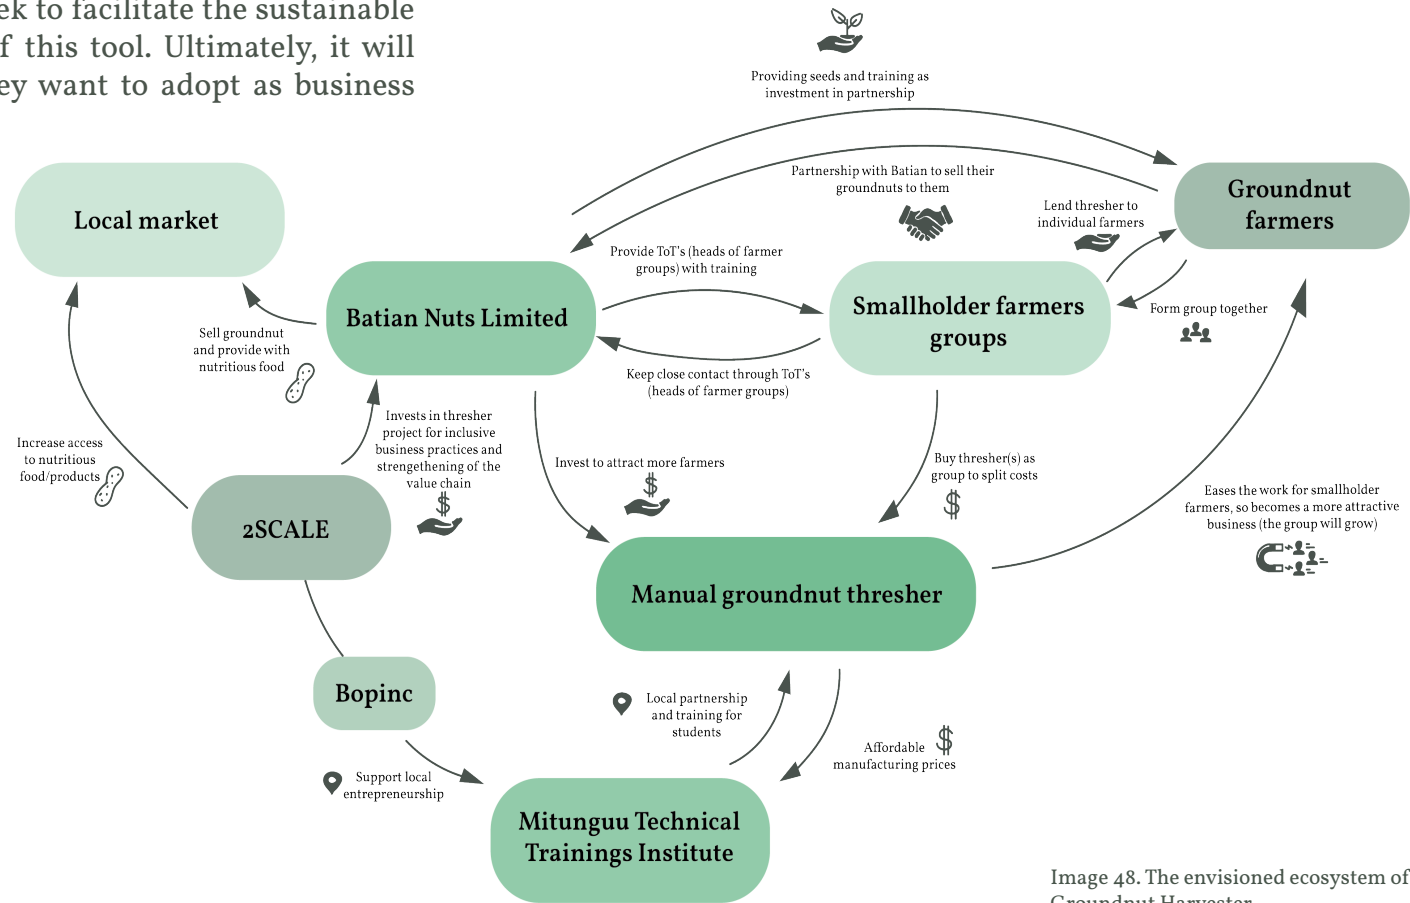 ek to facilitate the sustainable
f this tool. Ultimately, it will
ey want to adopt as business
Providing seeds and training as
investment in partnership
Partnership with Batian to sell their
groundnuts to them
Lend thresher to
individual farmers
Groundnut
farmers
Local market
Provide ToT's (heads of farmer
groups) with training
Batian Nuts Limited
Smallholder farmers
groups
Form group together
Sell groundnut
and provide with
nutritious food
Keep close contact through ToT's
(heads of farmer groups)
Invests in thresher
project for inclusive
business practices and
strengethening of the
value chain
Increase access
to nutritious
food/products
Invest to attract more farmers
Buy thresher(s) as
group to split costs
Eases the work for smallholder
farmers, so becomes a more attractive
business (the group will grow)
2SCALE
Manual groundnut thresher
Bopinc
Local partnership
and training for
students
Affordable
manufacturing prices
Support local
entrepreneurship
Mitunguu Technical
Trainings Institute
Image 48. The envisioned ecosystem of
Groundnut Harvester